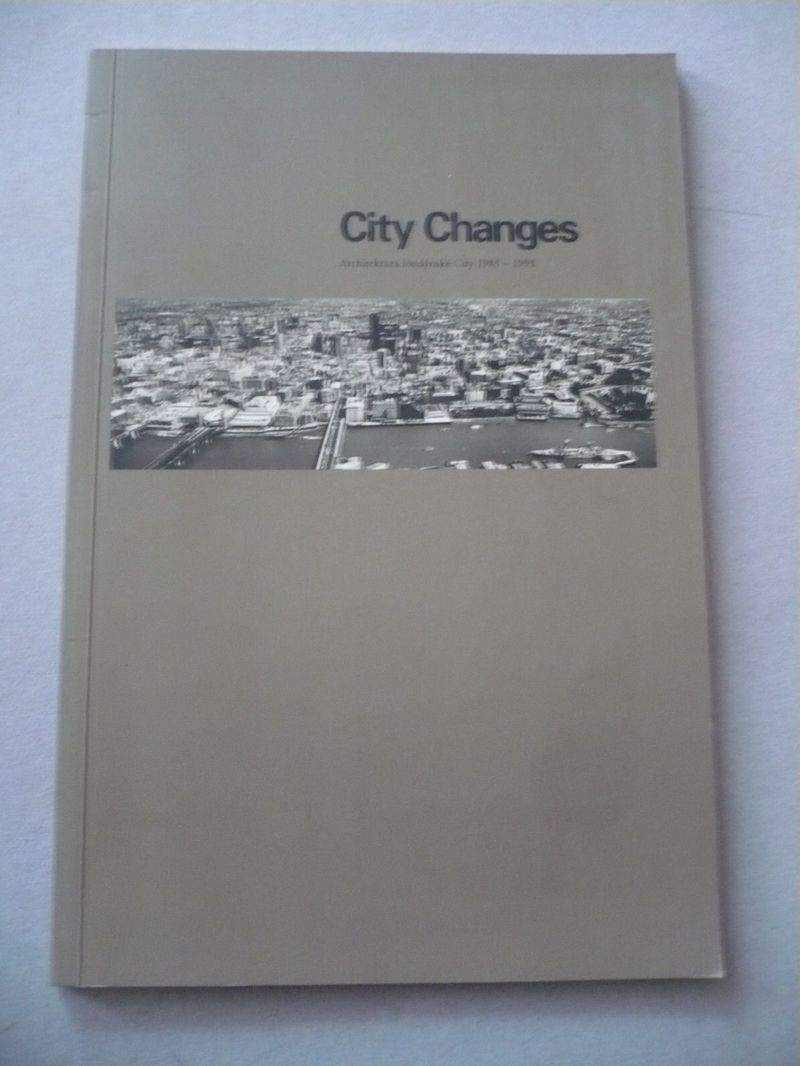 City Changes
Architektura londýnské City 1985 – 1995